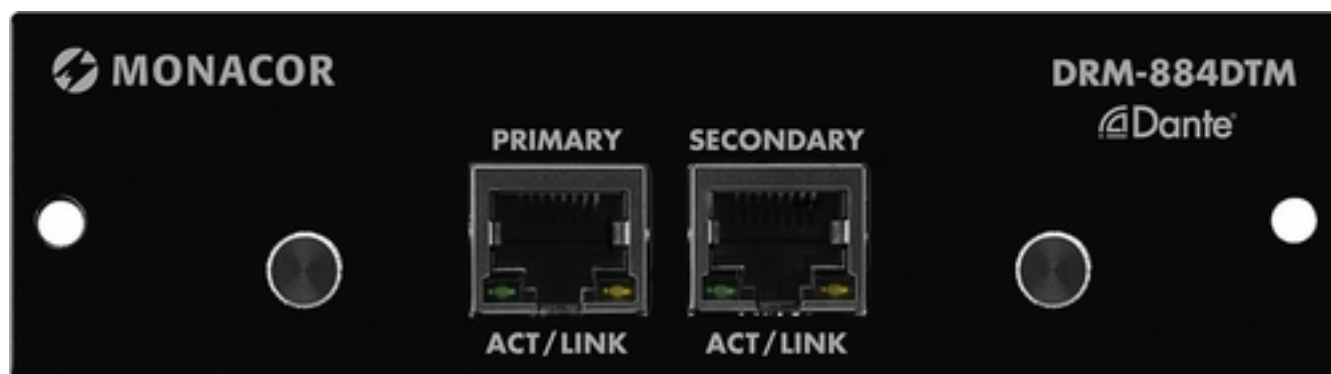 MONACOR
DRM-884DTM
Dante
PRIMARY
SECONDARY
ACT/LINK
ACT/LINK